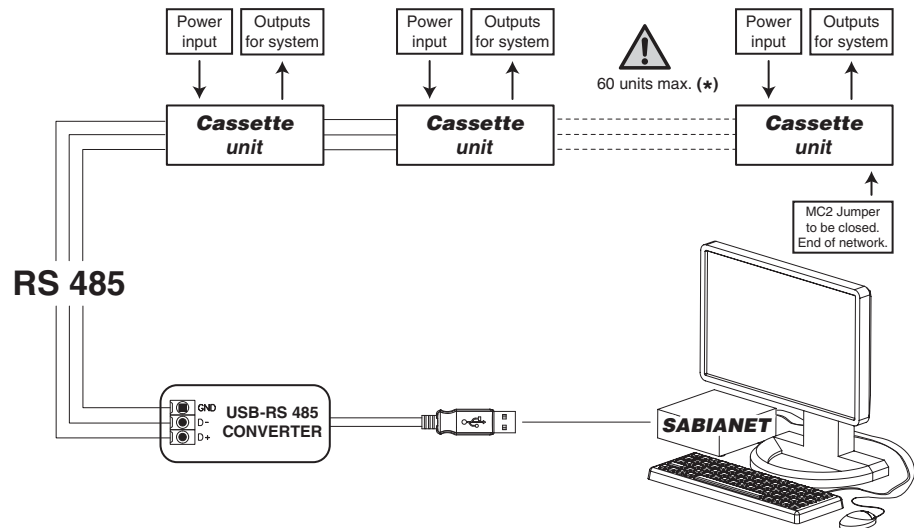 Power
input
Outputs
for system
Power
input
Outputs
for system
60 units max. (*)
Power
input
Outputs
for system
Cassette
unit
Cassette
unit
Cassette
unit
MC2 Jumper
to be closed.
End of network.
RS 485
GND
D-
D+
USB-RS 485
CONVERTER
SABIANET